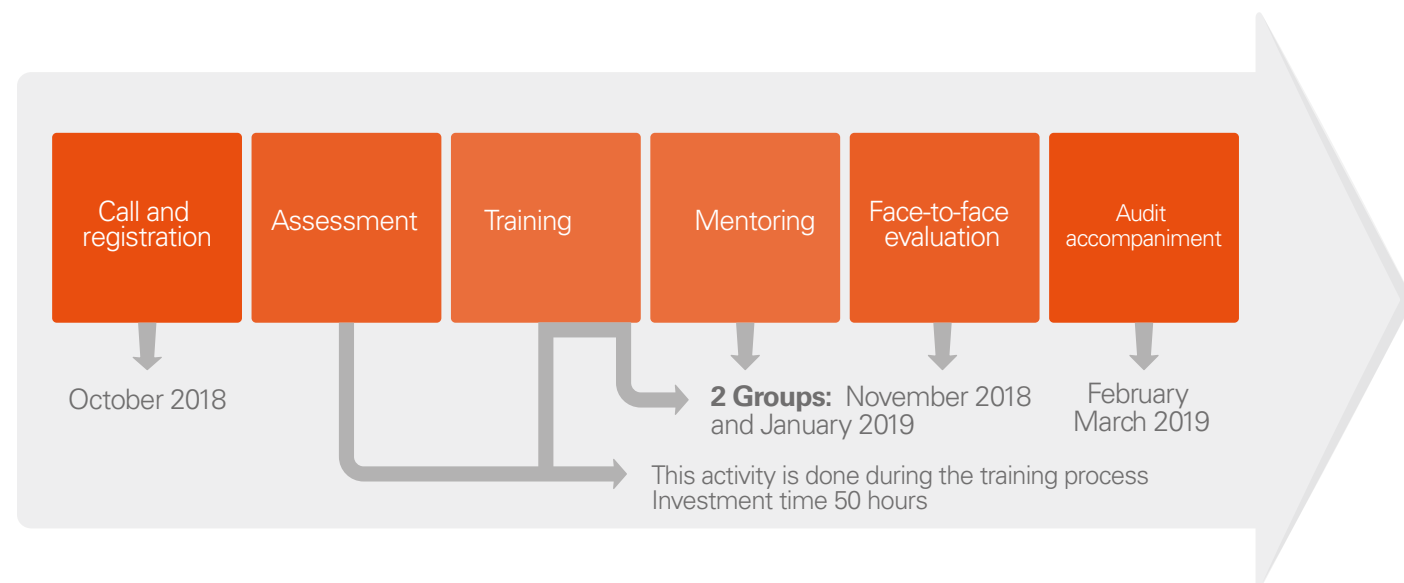 Call and
registration
Assessment
Training
Mentoring
Face-to-face
evaluation
Audit
accompaniment
October 2018
2 Groups: November 2018
and January 2019
February
March 2019
This activity is done during the training process
Investment time 50 hours